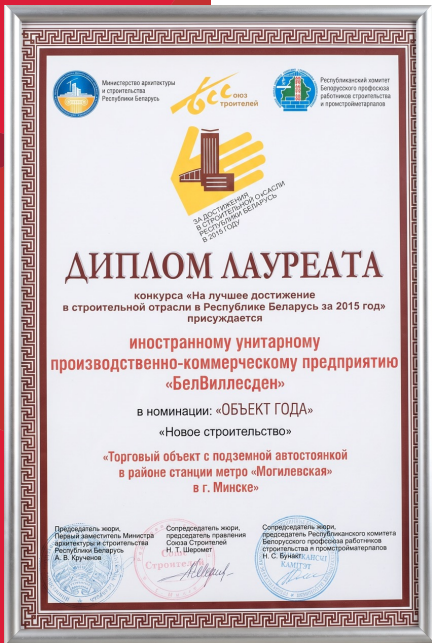 Министерство архитектуры
и строительства
Республики Беларусь
бсс оюз
троителей
Республиканский комитет
Белорусского профсоюза
работников строительства
и промстройматериалов
ЗА ДОСТИЖЕНИЯ
В СТРОИТЕЛЬНОЙ ОТРАСЛИ
РЕСПУБЛИКИ БЕЛАРУСЬ
В 2015 ГОДУ
ДИПЛОМ ЛАУРЕАТА
конкурса «На лучшее достижение
в строительной отрасли в Республике Беларусь за 2015 год»
присуждается
иностранному унитарному
производственно-коммерческому предприятию
«БелВиллесден»
в номинации: «ОБЪЕКТ ГОДА»
«Новое строительство»
«Торговый объект с подземной автостоянкой
в районе станции метро «Могилевская»
в г. Минске»
Председатель жюри,
Первый заместитель Министра
архитектуры и строительства
Республики Беларусь
А. В. Крученов
Сопредседатель жюри,
председатель правления
Союза Строителей
Н. Т. Шеромет
Союз
Строителей
Сопредседатель жюри,
председатель Республиканского комитета
Белорусского профсоюза работников
строительства и промстройматериалов
Н. С. Бунакт